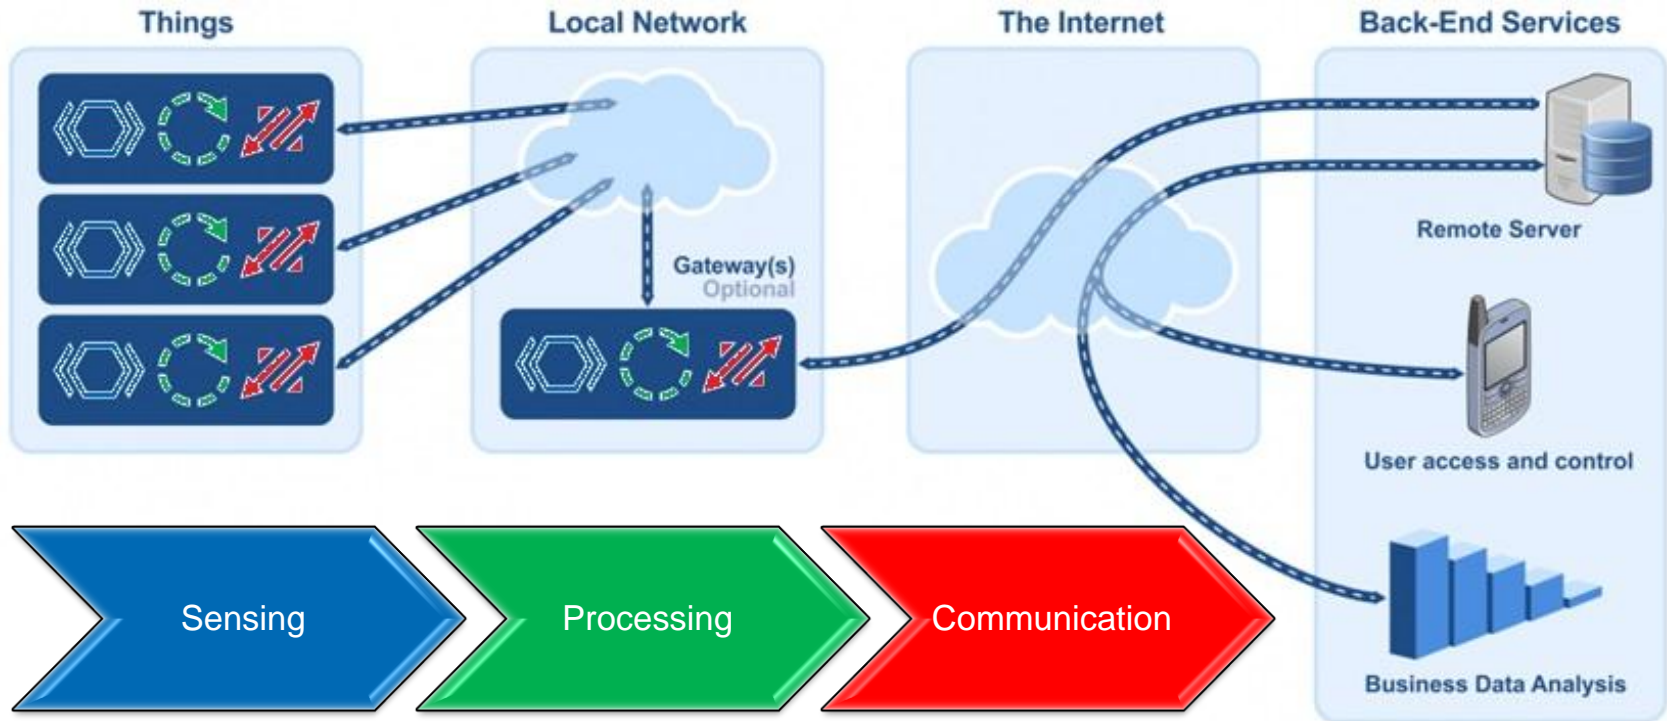 Things
Local Network
The Internet
Back-End Services
Gateway(s)
Optional
Remote Server
User access and control
Business Data Analysis
Sensing
Processing
Communication